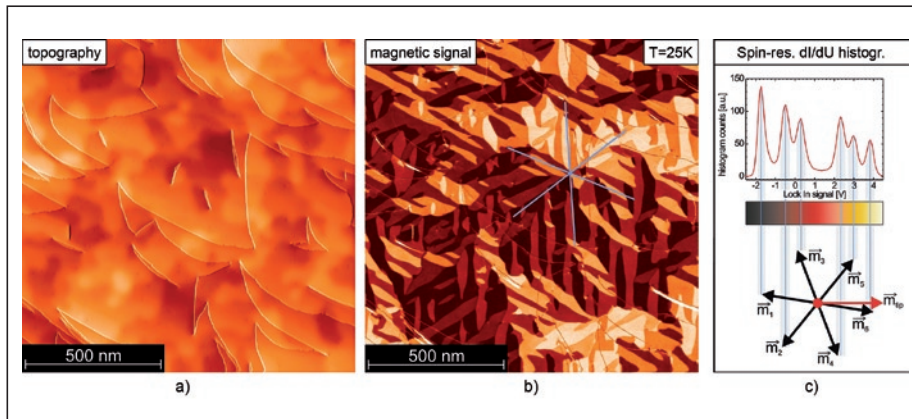 topography
500 nm
a)
magnetic signal
T=25K
500 nm
b)
Spin-res. dI/dU histogr.
histogram counts [a.u.]
150
100
50
0
-2 -1 0 1 2 3 4
Lock In signal [V]
m₁
m₂
m₃
m₄
m₅
m₆
m_tip
c)